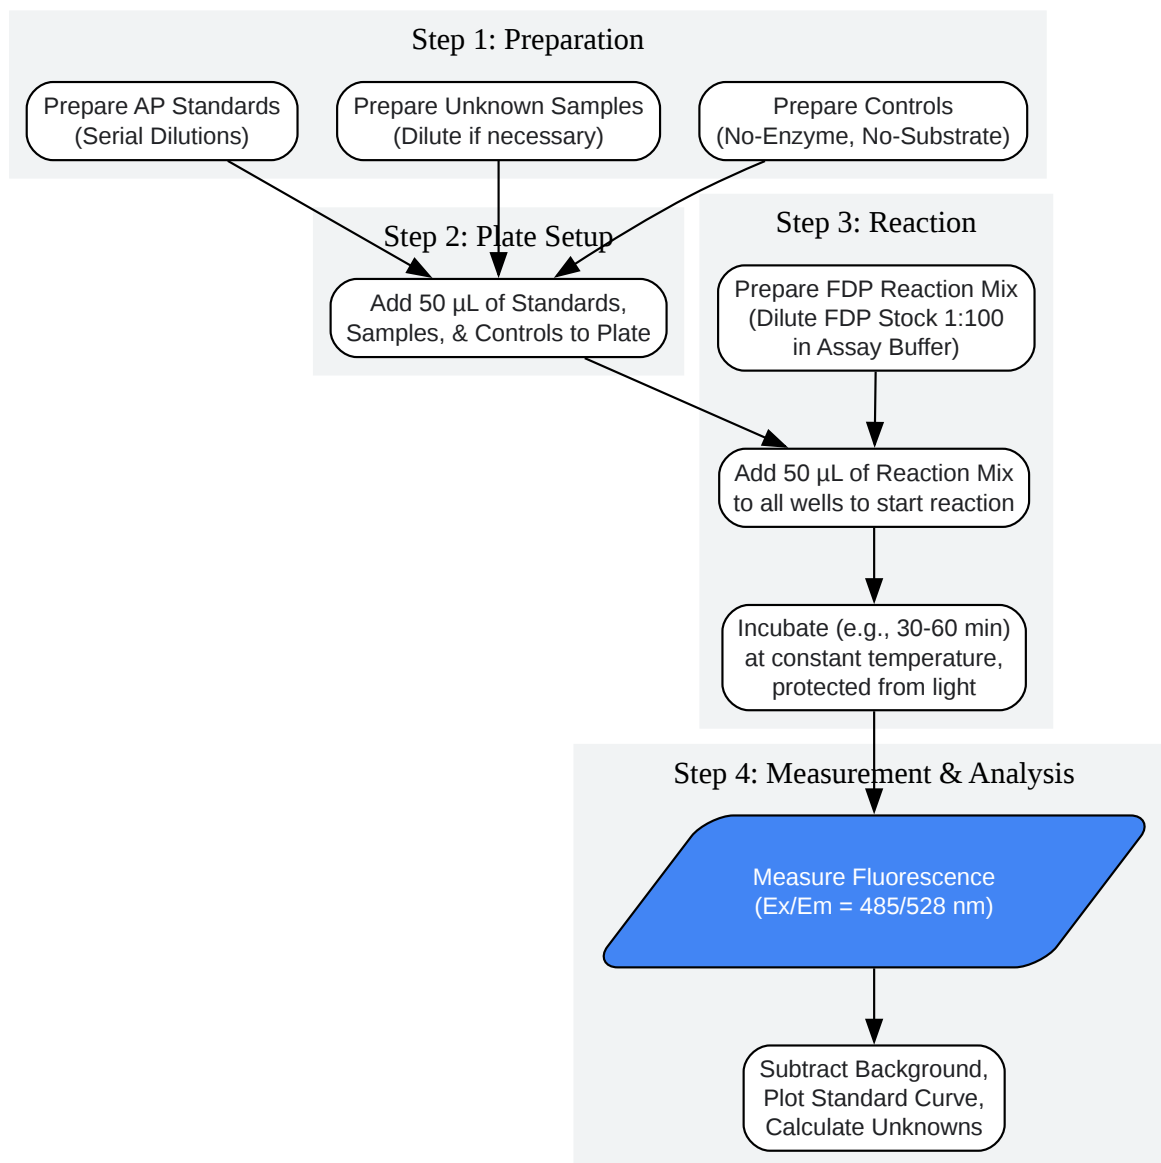 Step 1: Preparation
Prepare AP Standards
(Serial Dilutions)
Prepare Unknown Samples
(Dilute if necessary)
Prepare Controls
(No-Enzyme, No-Substrate)
Step 2: Plate Setup
Add 50 µL of Standards,
Samples, & Controls to Plate
Step 3: Reaction
Prepare FDP Reaction Mix
(Dilute FDP Stock 1:100
in Assay Buffer)
Add 50 µL of Reaction Mix
to all wells to start reaction
Incubate (e.g., 30-60 min)
at constant temperature,
protected from light
Step 4: Measurement & Analysis
Measure Fluorescence
(Ex/Em = 485/528 nm)
Subtract Background,
Plot Standard Curve,
Calculate Unknowns